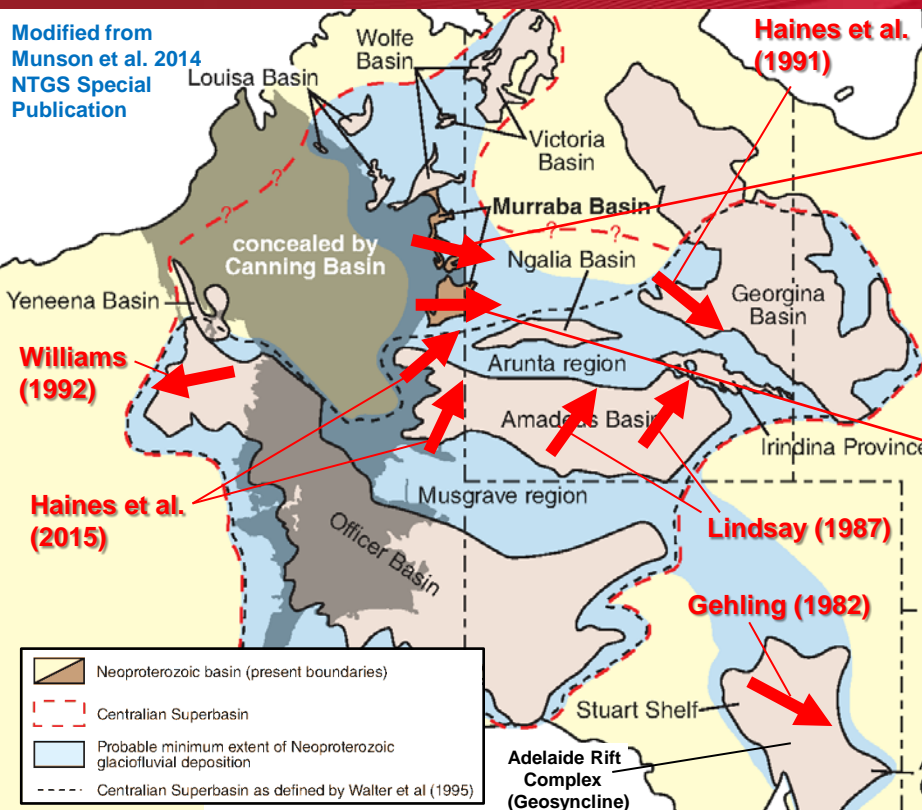 Modified from
Munson et al. 2014
NTGS Special
Publication
Wolfe
Basin
Louisa Basin
Haines et al.
(1991)
Victoria
Basin
Murraba Basin
concealed by
Canning Basin
Ngalia Basin
Yeneena Basin
Georgina
Basin
Williams
(1992)
Arunta region
Amadeus Basin
Irindina Province
Haines et al.
(2015)
Musgrave region
Officer Basin
Lindsay (1987)
Gehling (1982)
Stuart Shelf
Adelaide Rift
Complex
(Geosyncline)
? ? ? ?
Neoproterozoic basin (present boundaries)
Centralian Superbasin
Probable minimum extent of Neoproterozoic
glaciofluvial deposition
Centralian Superbasin as defined by Walter et al (1995)